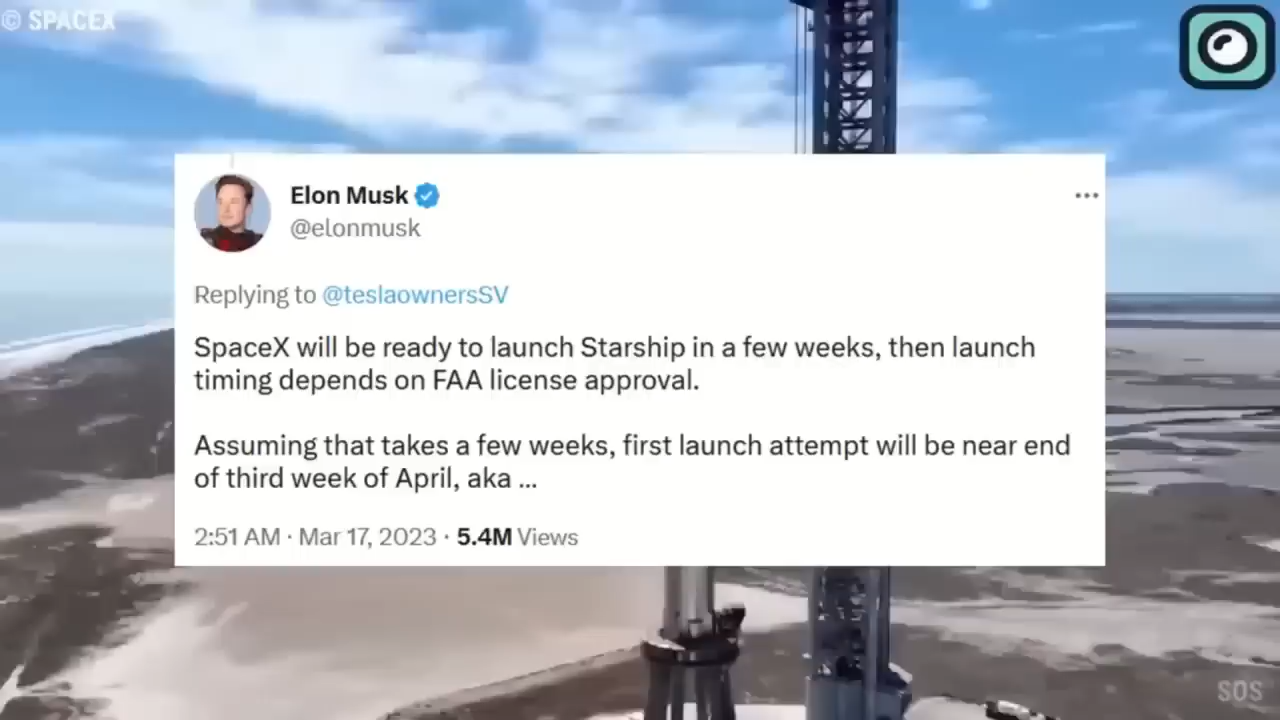 © SPACEX
Elon Musk
@elonmusk
Replying to @teslaownersSV
SpaceX will be ready to launch Starship in a few weeks, then launch
timing depends on FAA license approval.
Assuming that takes a few weeks, first launch attempt will be near end
of third week of April, aka ...
2:51 AM · Mar 17, 2023 · 5.4M Views
SOS